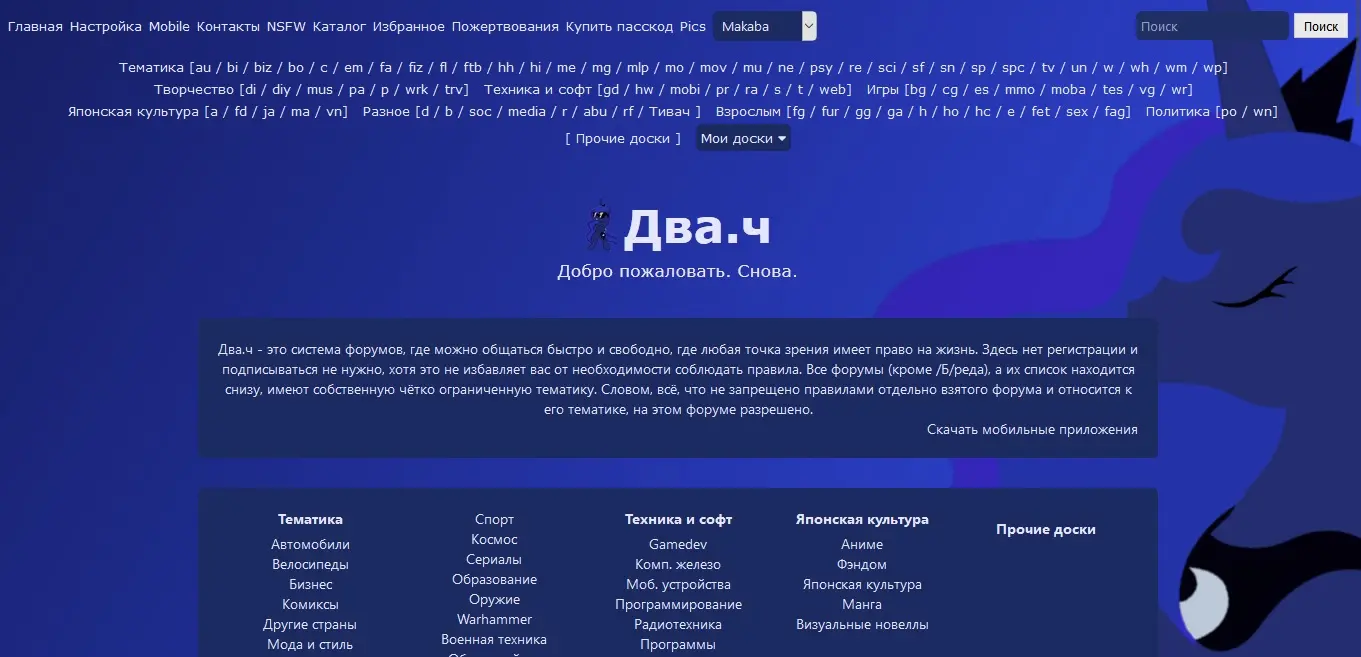 Главная Настройка Mobile Контакты NSFW Каталог Избранное Пожертвования Купить пасскод Pics Makaba Поиск Поиск
Тематика [au / bi / biz / bo / c / em / fa / fiz / fl / ftb / hh / hi / me / mg / mlp / mo / mov / mu / ne / psy / re / sci / sf / sn / sp / spc / tv / un / w / wh / wm / wp]
Творчество [di / diy / mus / pa / p / wrk / trv] Техника и софт [gd / hw / mobi / pr / ra / s / t / web] Игры [bg / cg / es / mmo / moba / tes / vg / wr]
Японская культура [a / fd / ja / ma / vn] Разное [d / b / soc / media / r / abu / rf / Тивач ] Взрослым [fg / fur / gg / ga / h / ho / hc / e / fet / sex / fag] Политика [po / wn]
[ Прочие доски ] Мои доски
Два.ч
Добро пожаловать. Снова.
Два.ч - это система форумов, где можно общаться быстро и свободно, где любая точка зрения имеет право на жизнь. Здесь нет регистрации и
подписываться не нужно, хотя это не избавляет вас от необходимости соблюдать правила. Все форумы (кроме /Б/реда), а их список находится
снизу, имеют собственную чётко ограниченную тематику. Словом, всё, что не запрещено правилами отдельно взятого форума и относится к
его тематике, на этом форуме разрешено.
Скачать мобильные приложения
Тематика
Автомобили
Велосипеды
Бизнес
Комиксы
Другие страны
Мода и стиль
Спорт
Космос
Сериалы
Образование
Оружие
Warhammer
Военная техника
Техника и софт
Gamedev
Комп. железо
Моб. устройства
Программирование
Радиотехника
Программы
Японская культура
Аниме
Фэндом
Японская культура
Манга
Визуальные новеллы
Прочие доски